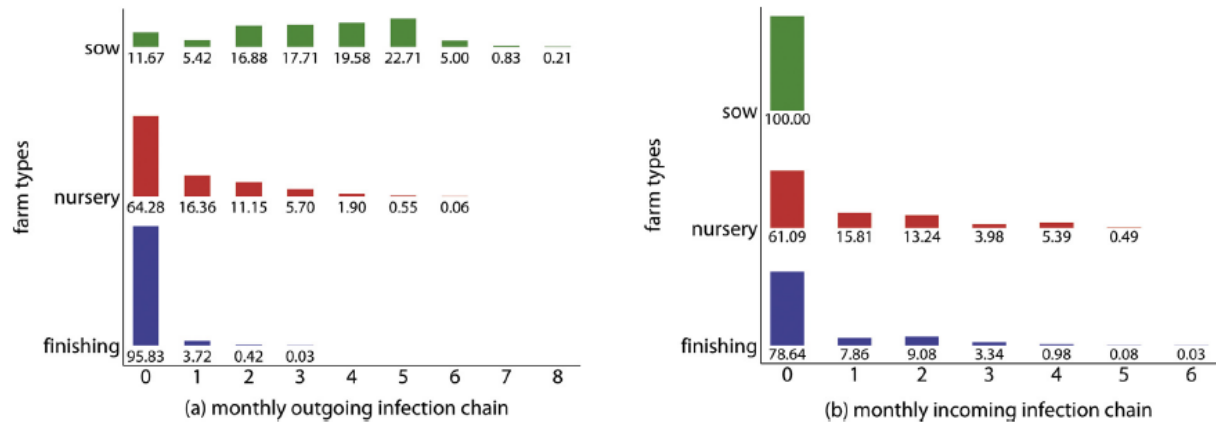 sow
11.67 5.42 16.88 17.71 19.58 22.71 5.00 0.83 0.21
farm types
nursery
64.28 16.36 11.15 5.70 1.90 0.55 0.06
finishing
95.83 3.72 0.42 0.03
0 1 2 3 4 5 6 7 8
(a) monthly outgoing infection chain
sow
100.00
farm types
nursery
61.09 15.81 13.24 3.98 5.39 0.49
finishing
78.64 7.86 9.08 3.34 0.98 0.08 0.03
0 1 2 3 4 5 6
(b) monthly incoming infection chain